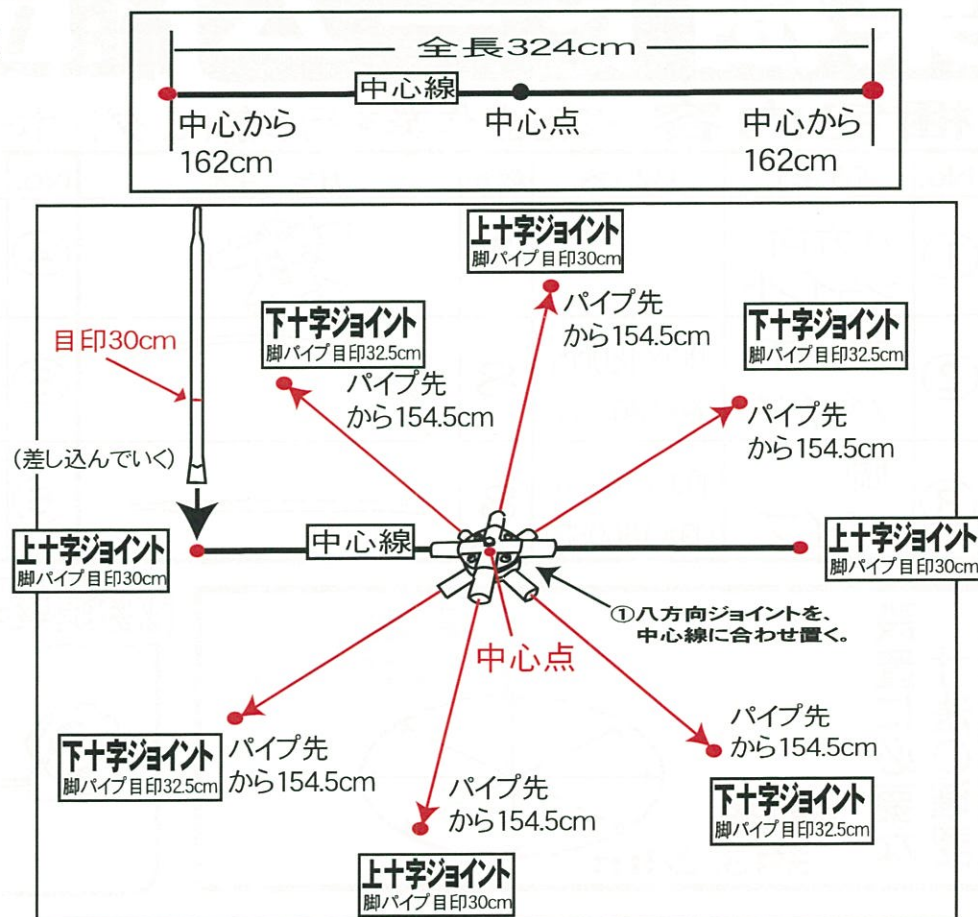 全長324cm
中心線
中心から
162cm
中心点
中心から
162cm
上十字ジョイント
脚パイプ目印30cm
パイプ先
から154.5cm
下十字ジョイント
脚パイプ目印32.5cm
パイプ先
から154.5cm
下十字ジョイント
脚パイプ目印32.5cm
パイプ先
から154.5cm
目印30cm
(差し込んでいく)
上十字ジョイント
脚パイプ目印30cm
中心線
上十字ジョイント
脚パイプ目印30cm
①八方向ジョイントを、
中心線に合わせ置く。
中心点
下十字ジョイント
脚パイプ目印32.5cm
パイプ先
から154.5cm
パイプ先
から154.5cm
上十字ジョイント
脚パイプ目印30cm
パイプ先
から154.5cm
下十字ジョイント
脚パイプ目印32.5cm